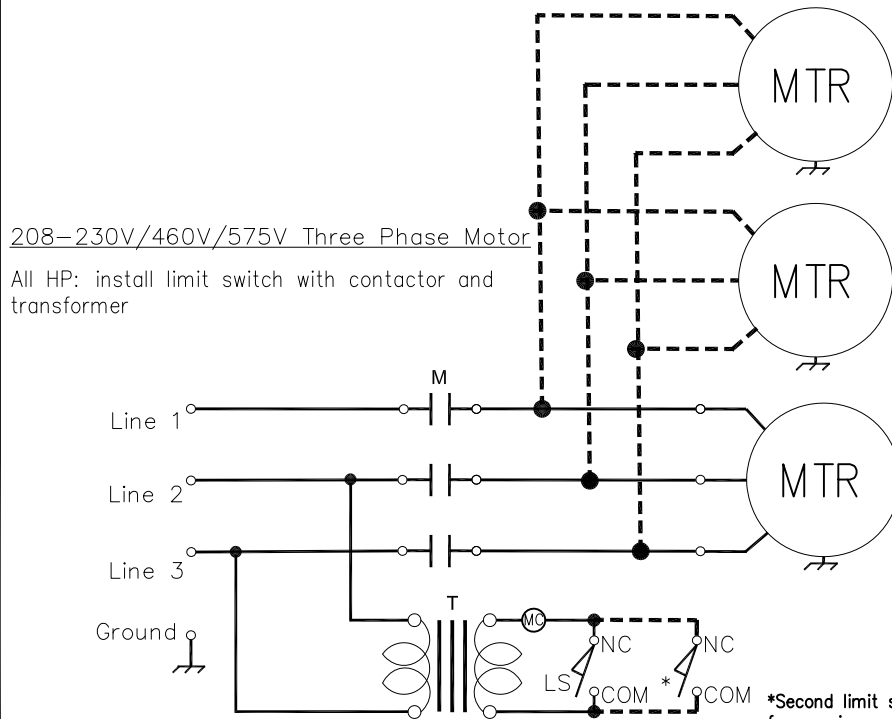 MTR
208-230V/460V/575V Three Phase Motor
All HP: install limit switch with contactor and
transformer
MTR
M
Line 1
Line 2
MTR
Line 3
T
Ground
MC
NC
NC
LS
*
COM
COM
*Second limit